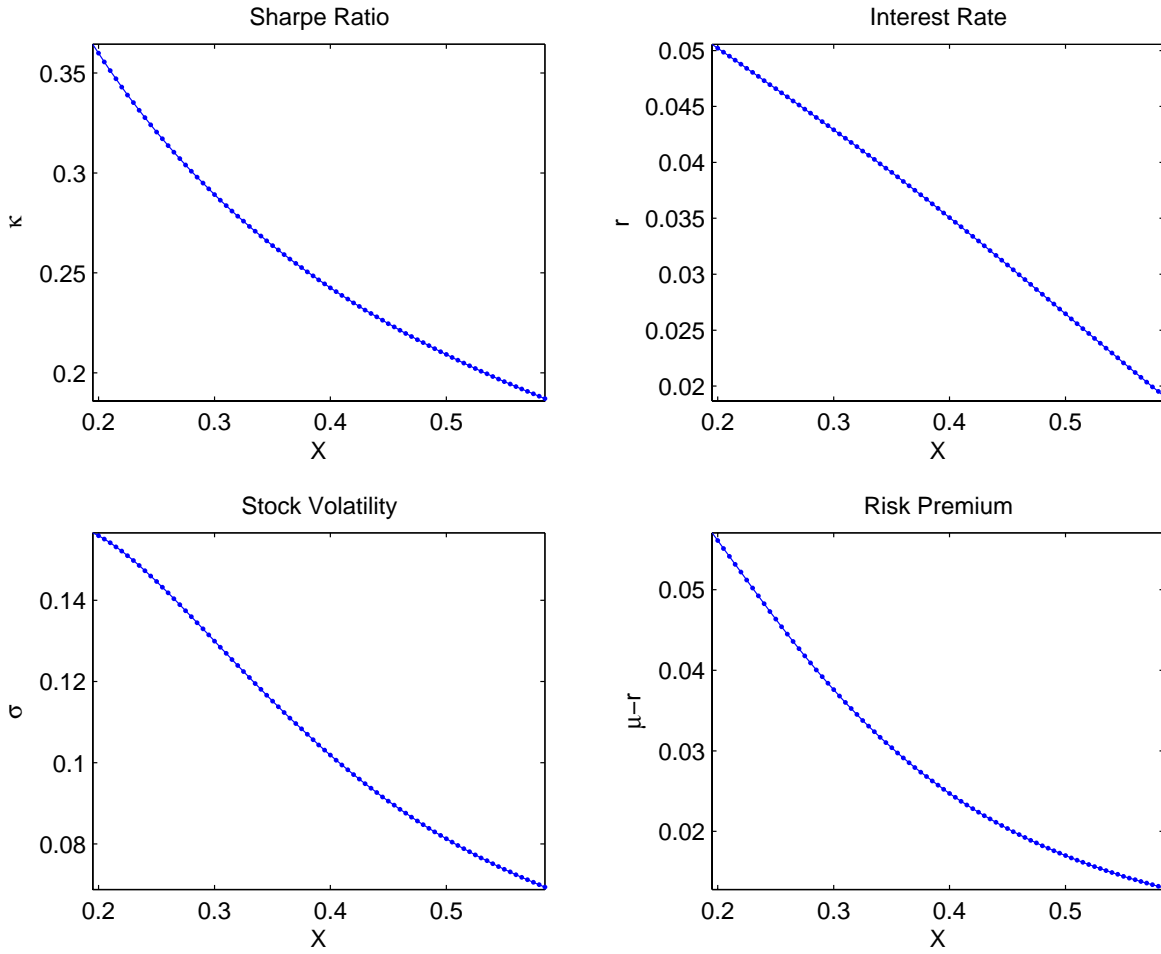 Sharpe Ratio
0.35
0.3
0.25
0.2
κ
0.2 0.3 0.4 0.5
X
Interest Rate
0.05
0.045
0.04
0.035
0.03
0.025
0.02
r
0.2 0.3 0.4 0.5
X
Stock Volatility
0.14
0.12
0.1
0.08
σ
0.2 0.3 0.4 0.5
X
Risk Premium
0.05
0.04
0.03
0.02
μ−r
0.2 0.3 0.4 0.5
X